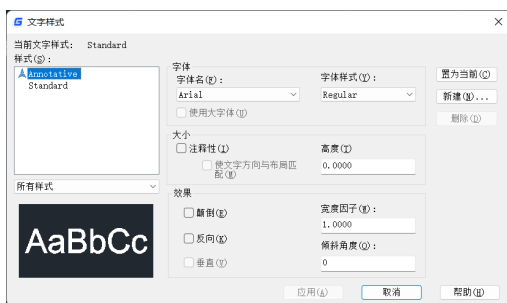 文字样式
当前文字样式: Standard
样式(S):
Annotative
Standard
所有样式
AaBbCc
字体
字体名(F):
Arial
使用大字体(U)
字体样式(Y):
Regular
大小
注释性(I)
使文字方向与布局匹
配(M)
高度(T)
0.0000
效果
颠倒(E)
反向(K)
垂直(V)
宽度因子(W):
1.0000
倾斜角度(O):
0
置为当前(C)
新建(N)...
删除(D)
应用(A)
取消
帮助(H)